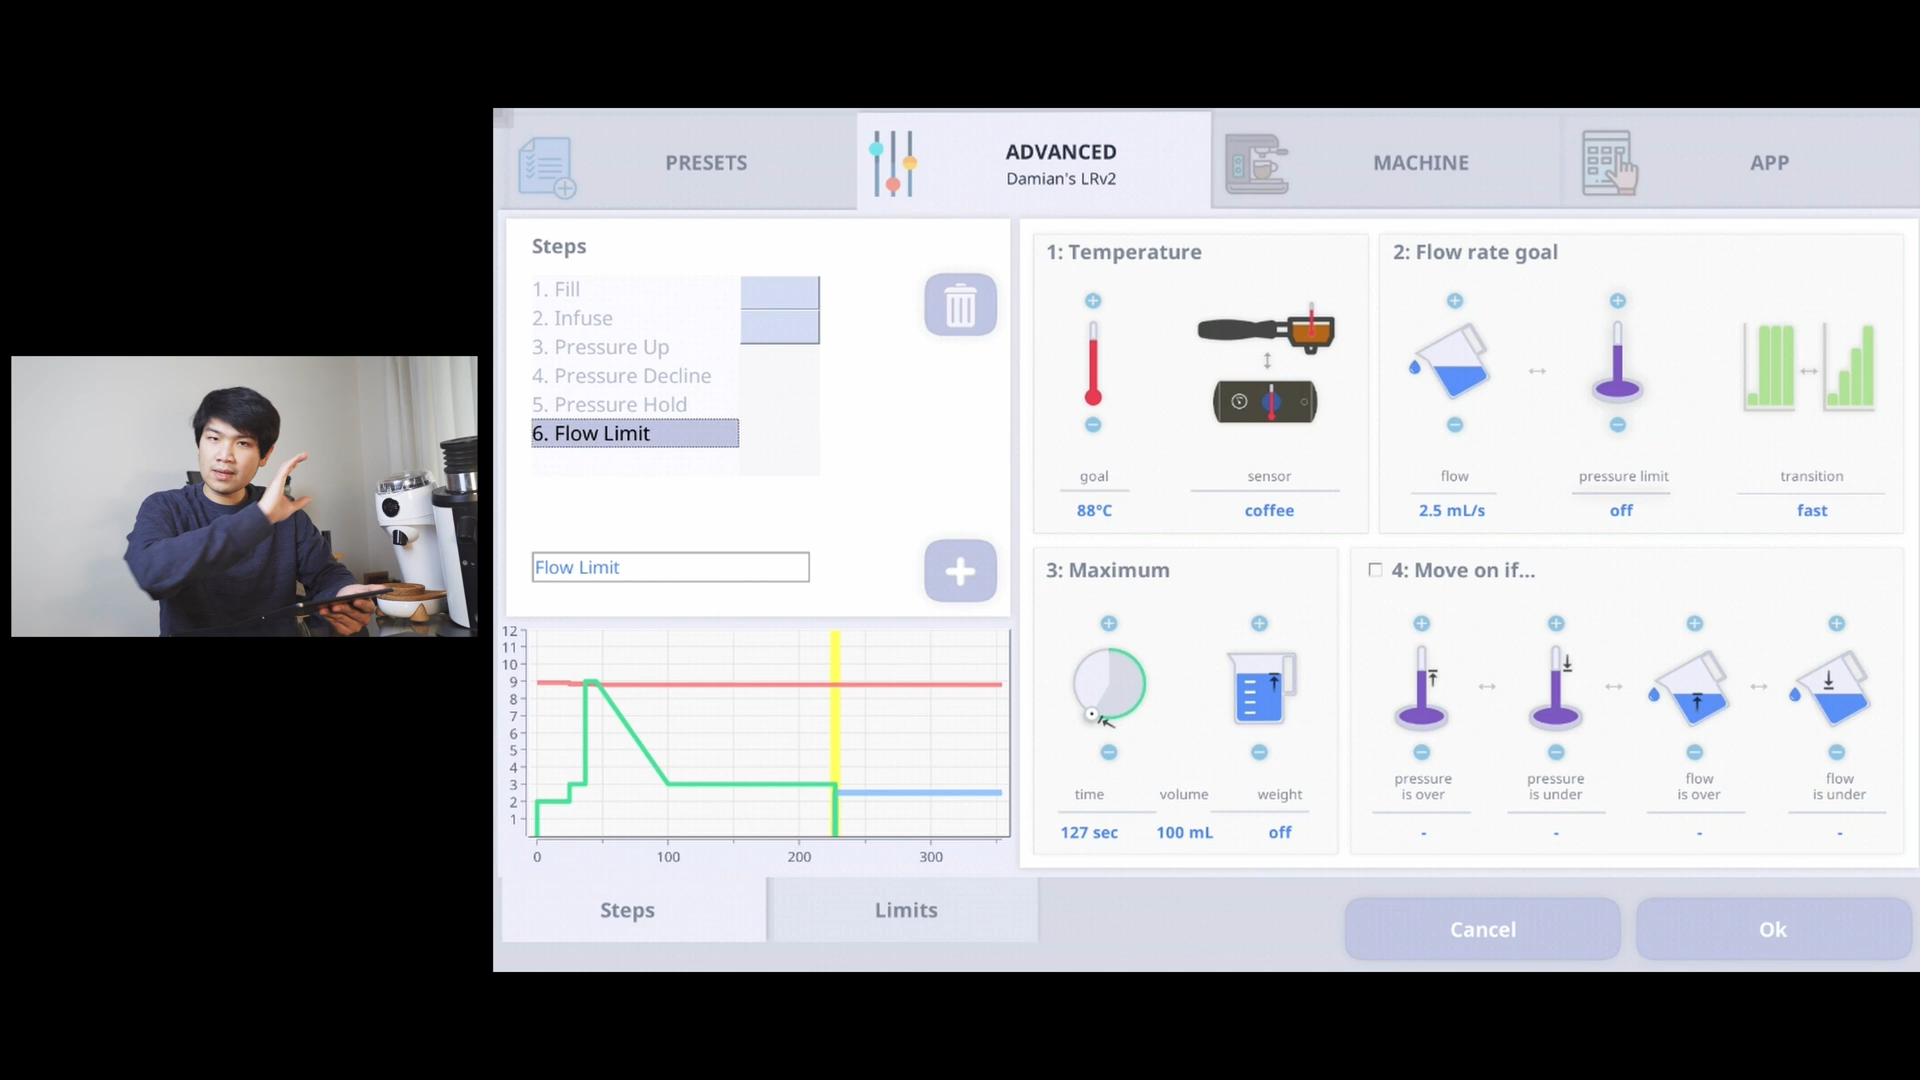 PRESETS
ADVANCED
Damian's LRv2
MACHINE
APP
Steps
1. Fill
2. Infuse
3. Pressure Up
4. Pressure Decline
5. Pressure Hold
6. Flow Limit
Flow Limit
12
11
10
9
8
7
6
5
4
3
2
1
0 100 200 300
1: Temperature
goal sensor
88°C coffee
2: Flow rate goal
flow pressure limit transition
2.5 mL/s off fast
3: Maximum
time volume weight
127 sec 100 mL off
4: Move on if...
pressure is over
pressure is under
flow is over
flow is under
- - - -
Steps Limits
Cancel Ok